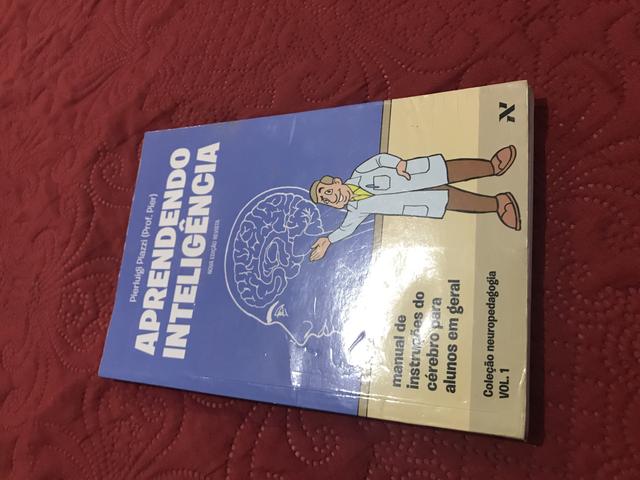 Pierluigi Piazzi (Prof. Pier)
APRENDENDO
INTELIGÊNCIA
NOVA EDIÇÃO REVISTA
manual de
instruções do
cérebro para
alunos em geral
Coleção neuropedagogia
VOL. 1